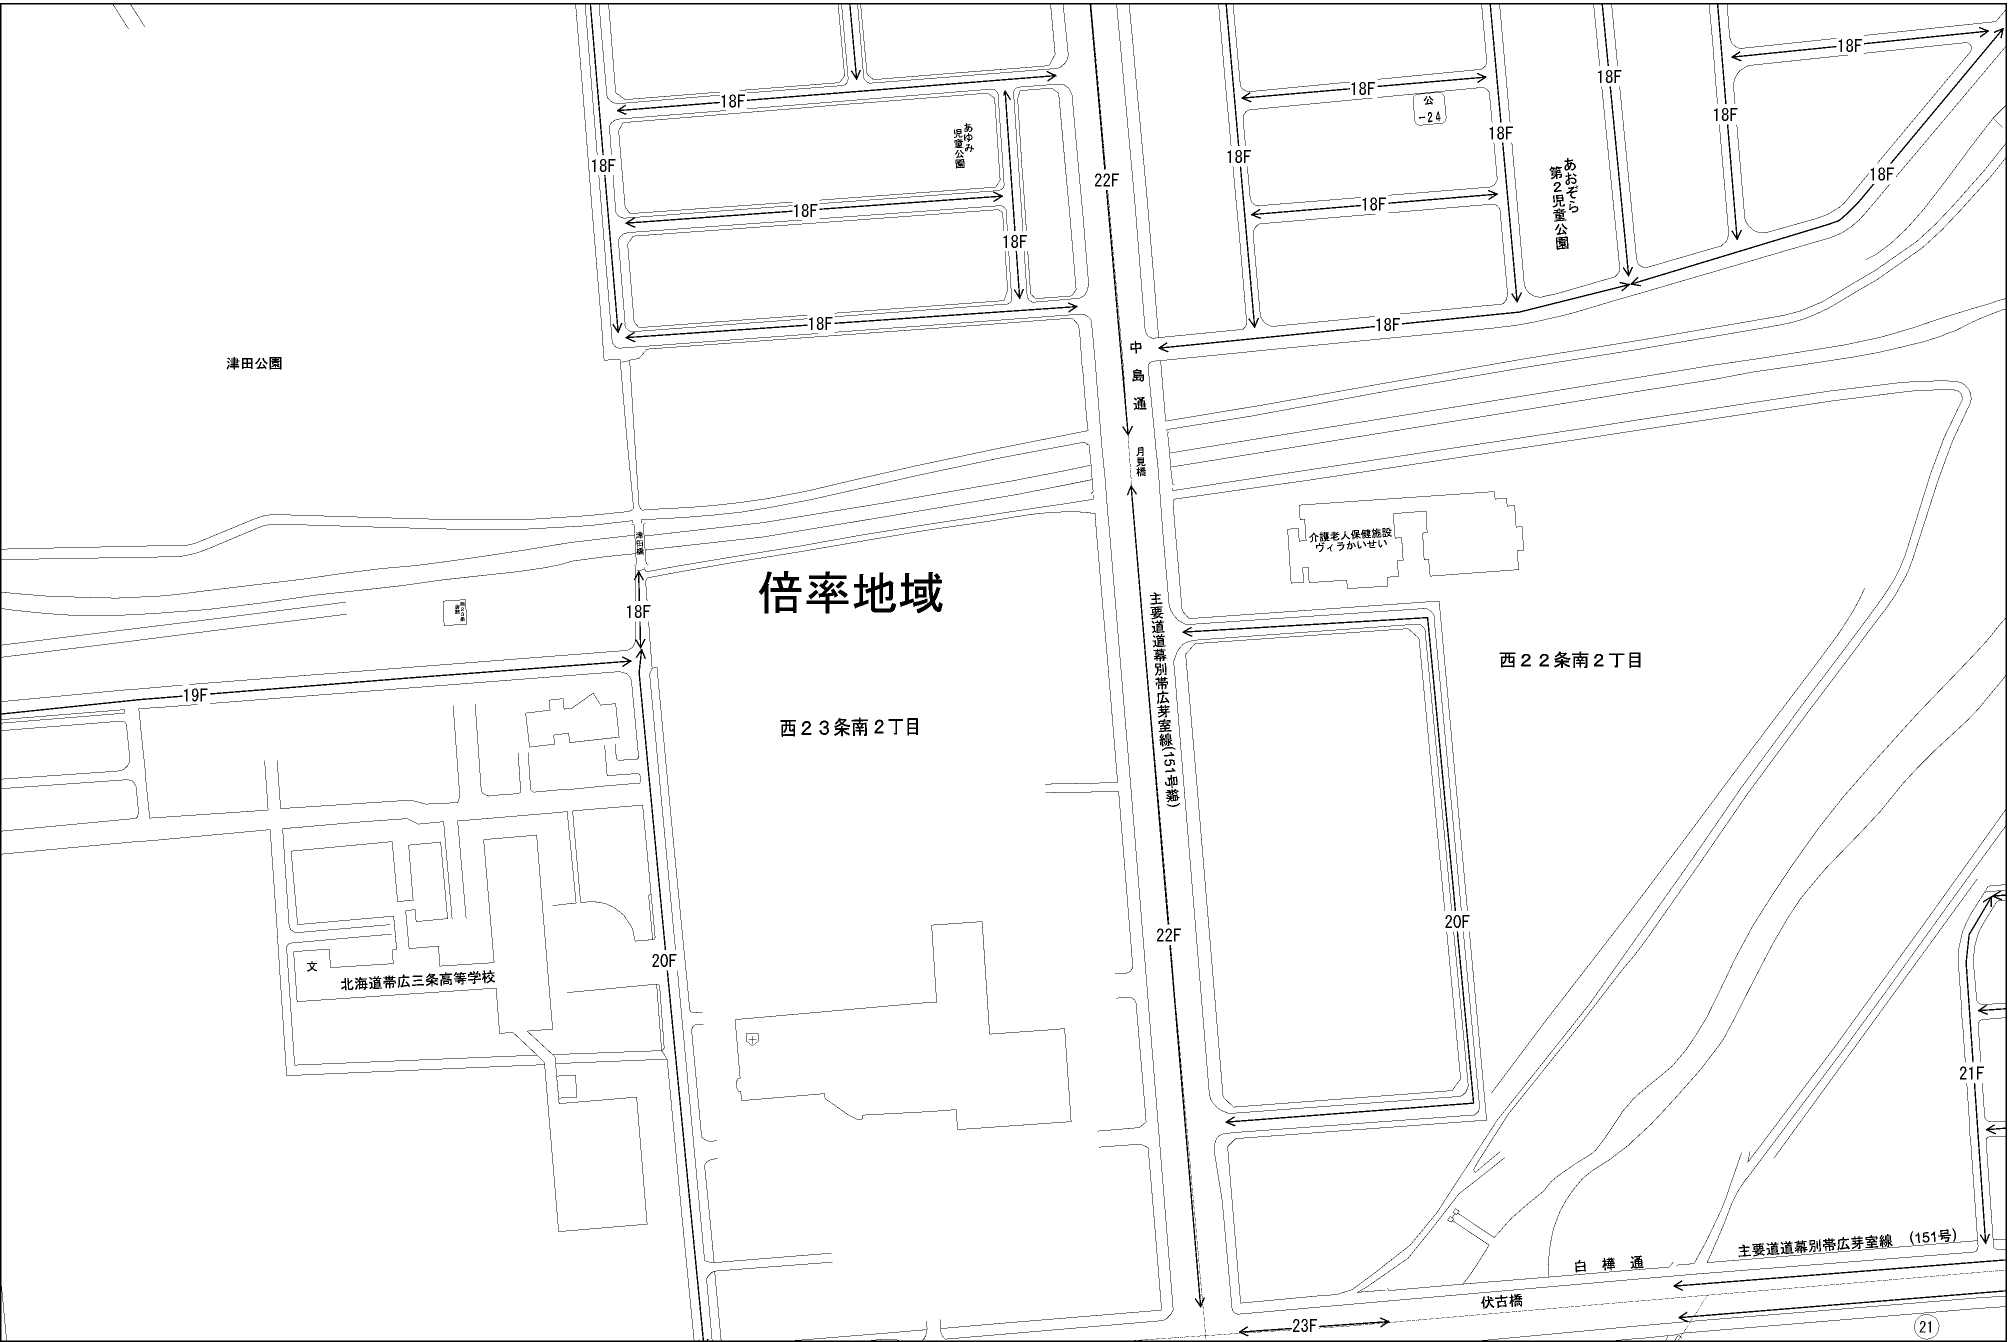 18F
18F
18F
18F
18F
18F
公
-24
18F
18F
あゆみ
児童公園
18F
18F
22F
18F
あおぞら
第2児童公園
18F
18F
18F
18F
18F
18F
中島通
津田公園
月見橋
津田橋
介護老人保健施設
ヴィラかいせい
倍率地域
18F
主要道道幕別帯広芽室線(151号線)
西22条南2丁目
19F
西23条南2丁目
20F
22F
20F
文
北海道帯広三条高等学校
21F
主要道道幕別帯広芽室線 (151号)
白樺通
伏古橋
23F
21